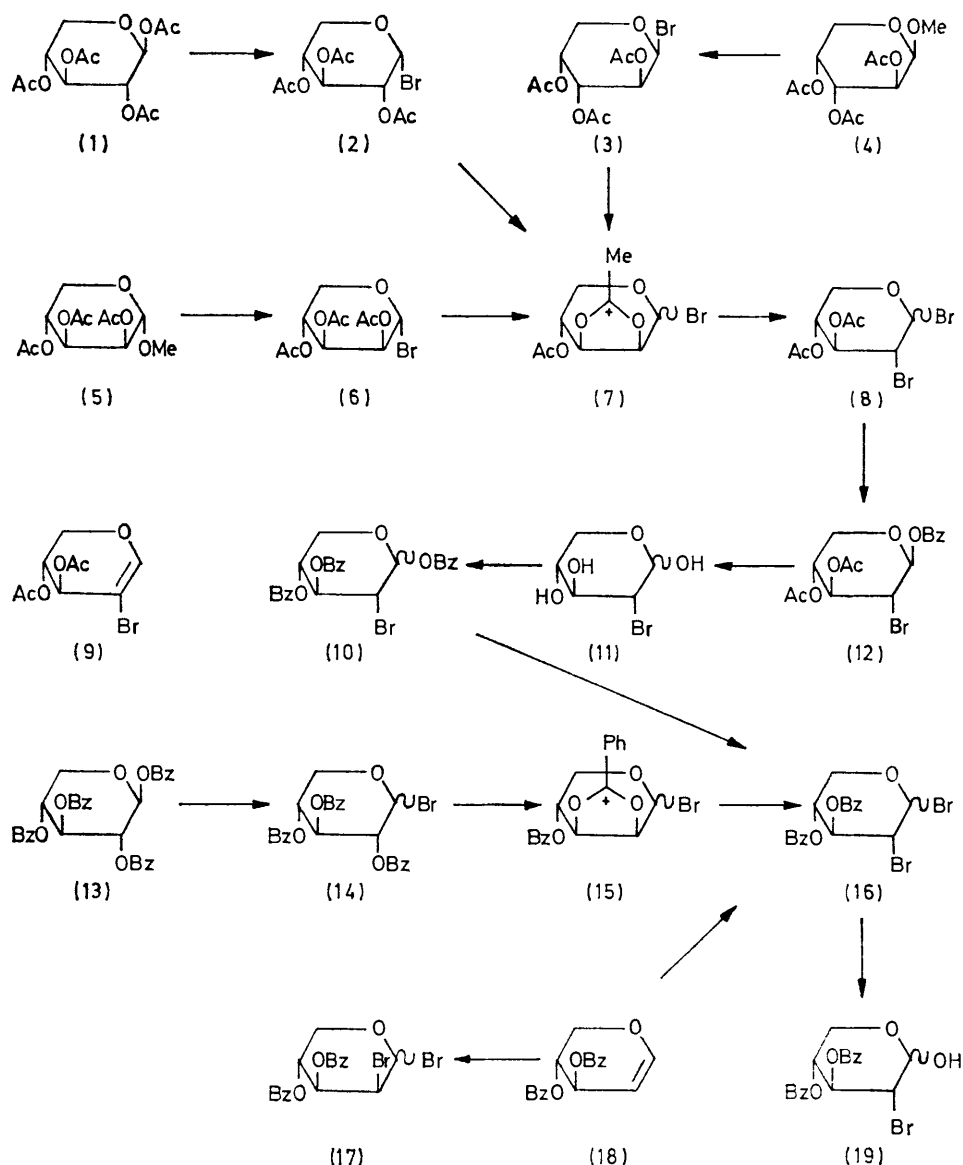 O OAc OAc AcO OAc
O OAc AcO OAc Br
O Br AcO AcO OAc
O OMe AcO AcO OAc
(1) (2) (3) (4)
O OAc AcO AcO OMe
O OAc AcO AcO Br
Me O O + O Br AcO
O Br OAc AcO Br
(5) (6) (7) (8)
O OAc AcO Br
O OBz OBz BzO Br
O OH OH HO Br
O OBz OAc AcO Br
(9) (10) (11) (12)
O OBz OBz BzO OBz
O Br OBz BzO OBz
Ph O O + O Br BzO
O Br OBz BzO Br
(13) (14) (15) (16)
O Br Br OBz BzO
O OBz BzO
O OH OBz BzO Br
(17) (18) (19)